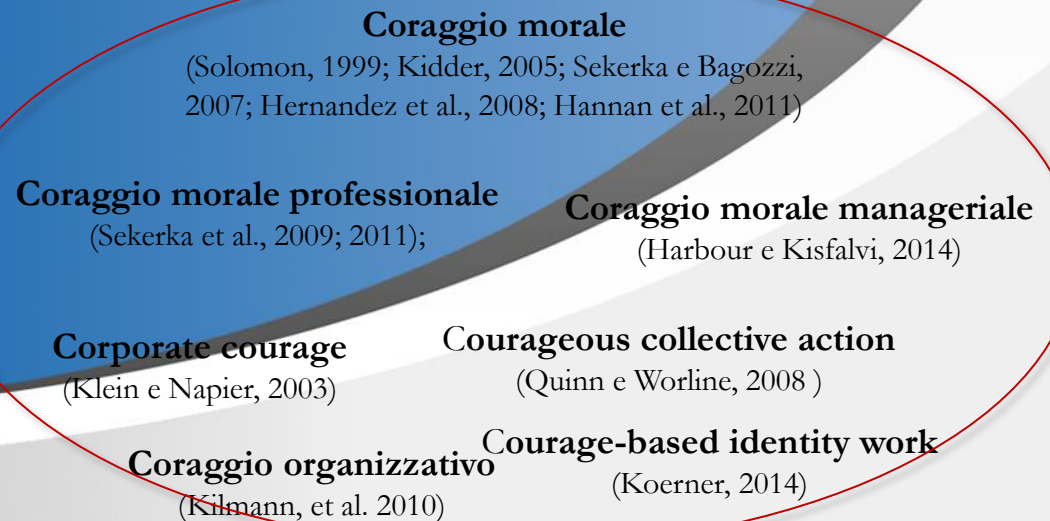 Coraggio morale
(Solomon, 1999; Kidder, 2005; Sekerka e Bagozzi,
2007; Hernandez et al., 2008; Hannan et al., 2011)
Coraggio morale professionale
(Sekerka et al., 2009; 2011);
Coraggio morale manageriale
(Harbour e Kisfalvi, 2014)
Corporate courage
(Klein e Napier, 2003)
Courageous collective action
(Quinn e Worline, 2008 )
Coraggio organizzativo
(Kilmann, et al. 2010)
Courage-based identity work
(Koerner, 2014)